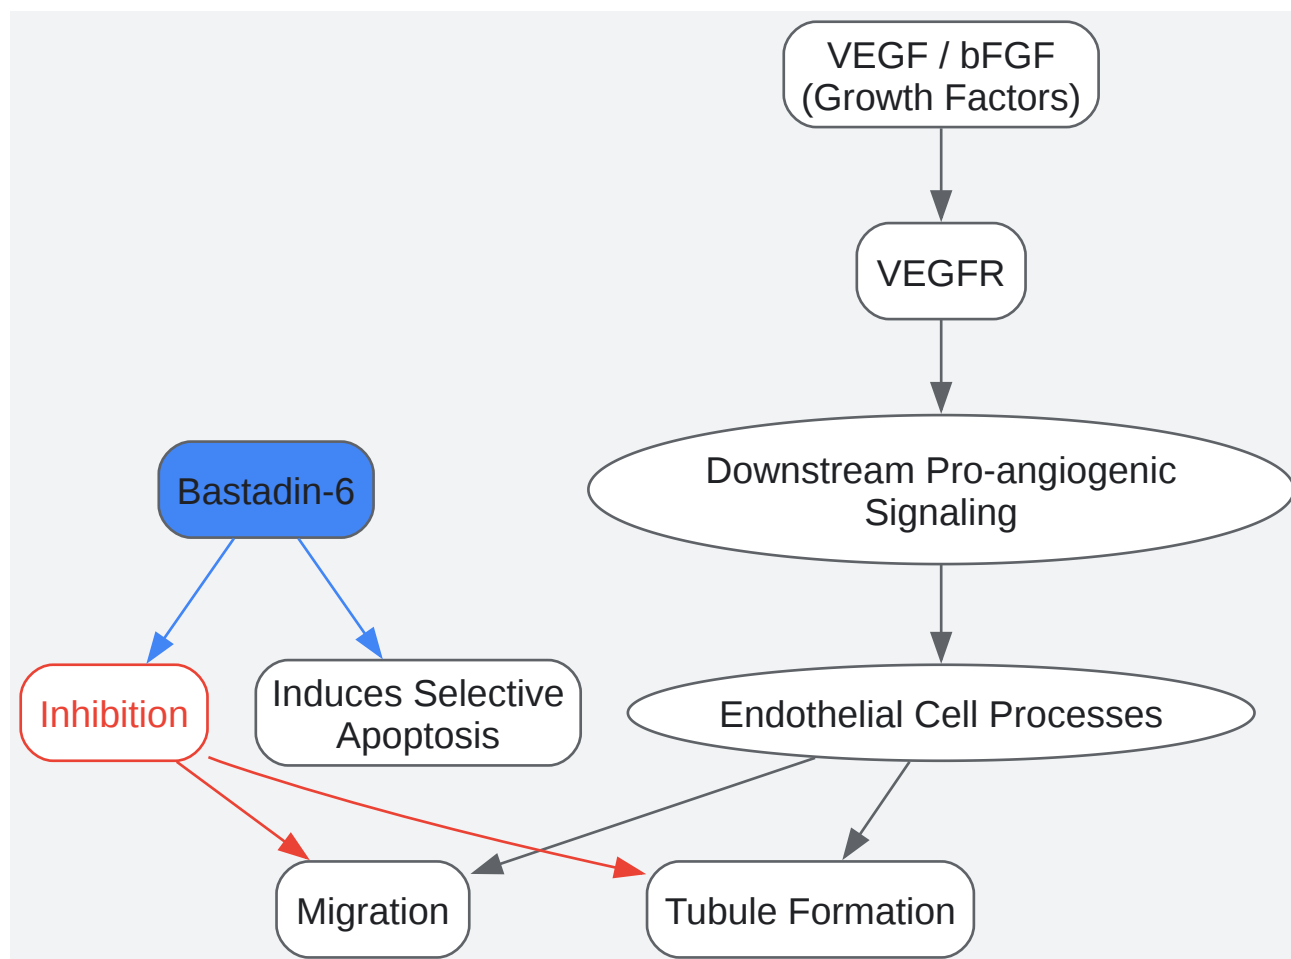 VEGF / bFGF
(Growth Factors)
VEGFR
Downstream Pro-angiogenic
Signaling
Bastadin-6
Inhibition
Induces Selective
Apoptosis
Endothelial Cell Processes
Migration
Tubule Formation